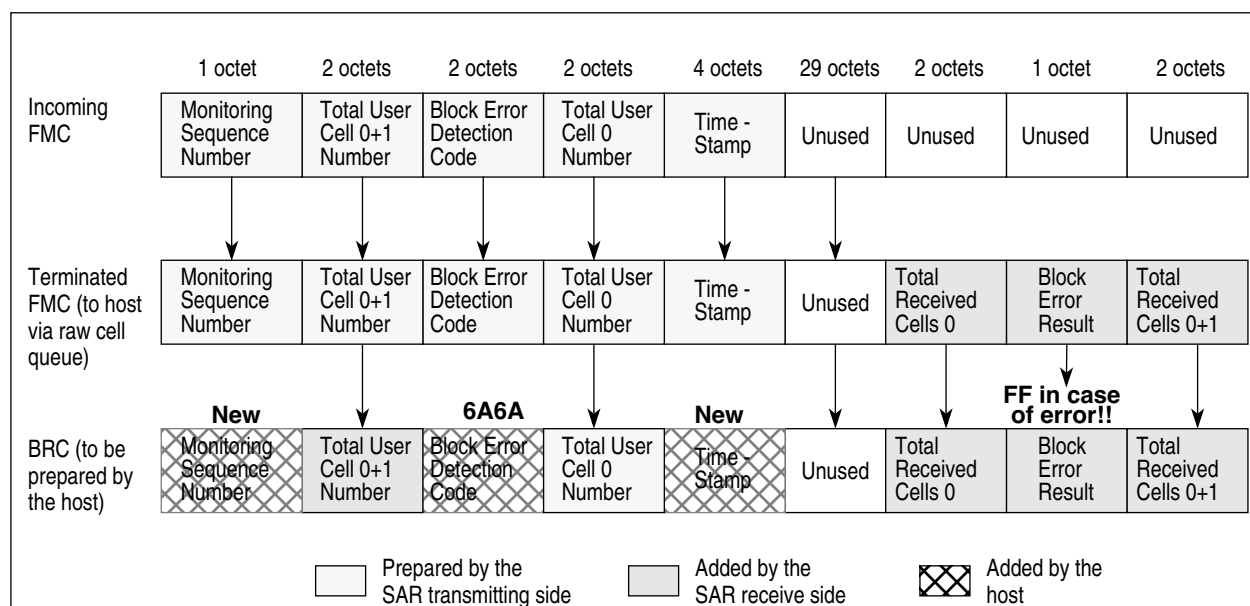 1 octet 2 octets 2 octets 2 octets 4 octets 29 octets 2 octets 1 octet 2 octets
Incoming
FMC
Monitoring
Sequence
Number
Total User
Cell 0+1
Number
Block Error
Detection
Code
Total User
Cell 0
Number
Time -
Stamp
Unused
Unused
Unused
Unused
Terminated
FMC (to host
via raw cell
queue)
Monitoring
Sequence
Number
Total User
Cell 0+1
Number
Block Error
Detection
Code
Total User
Cell 0
Number
Time -
Stamp
Unused
Total
Received
Cells 0
Block
Error
Result
Total
Received
Cells 0+1
New
6A6A
New
FF in case
of error!!
BRC (to be
prepared by
the host)
Monitoring
Sequence
Number
Total User
Cell 0+1
Number
Block Error
Detection
Code
Total User
Cell 0
Number
Time -
Stamp
Unused
Total
Received
Cells 0
Block
Error
Result
Total
Received
Cells 0+1
Prepared by the
SAR transmitting side
Added by the
SAR receive side
Added by the
host